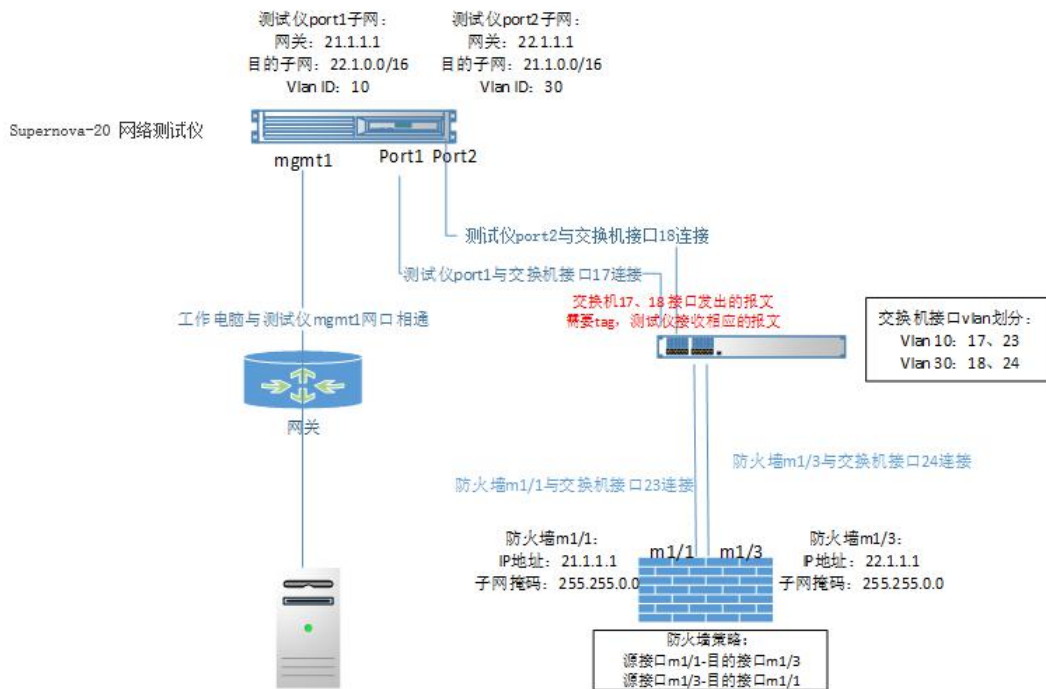 测试仪port1子网：
网关：21.1.1.1
目的子网：22.1.0.0/16
Vlan ID：10
测试仪port2子网：
网关：22.1.1.1
目的子网：21.1.0.0/16
Vlan ID：30
Supernova-20 网络测试仪
mgmt1
Port1
Port2
测试仪port2与交换机接口18连接
测试仪port1与交换机接口17连接
交换机17、18接口发出的报文
需要tag，测试仪接收相应的报文
工作电脑与测试仪mgmt1网口相通
交换机接口vlan划分：
Vlan 10：17、23
Vlan 30：18、24
网关
防火墙m1/3与交换机接口24连接
防火墙m1/1与交换机接口23连接
防火墙m1/1：
IP地址：21.1.1.1
子网掩码：255.255.0.0
m1/1
m1/3
防火墙m1/3：
IP地址：22.1.1.1
子网掩码：255.255.0.0
防火墙策略：
源接口m1/1-目的接口m1/3
源接口m1/3-目的接口m1/1